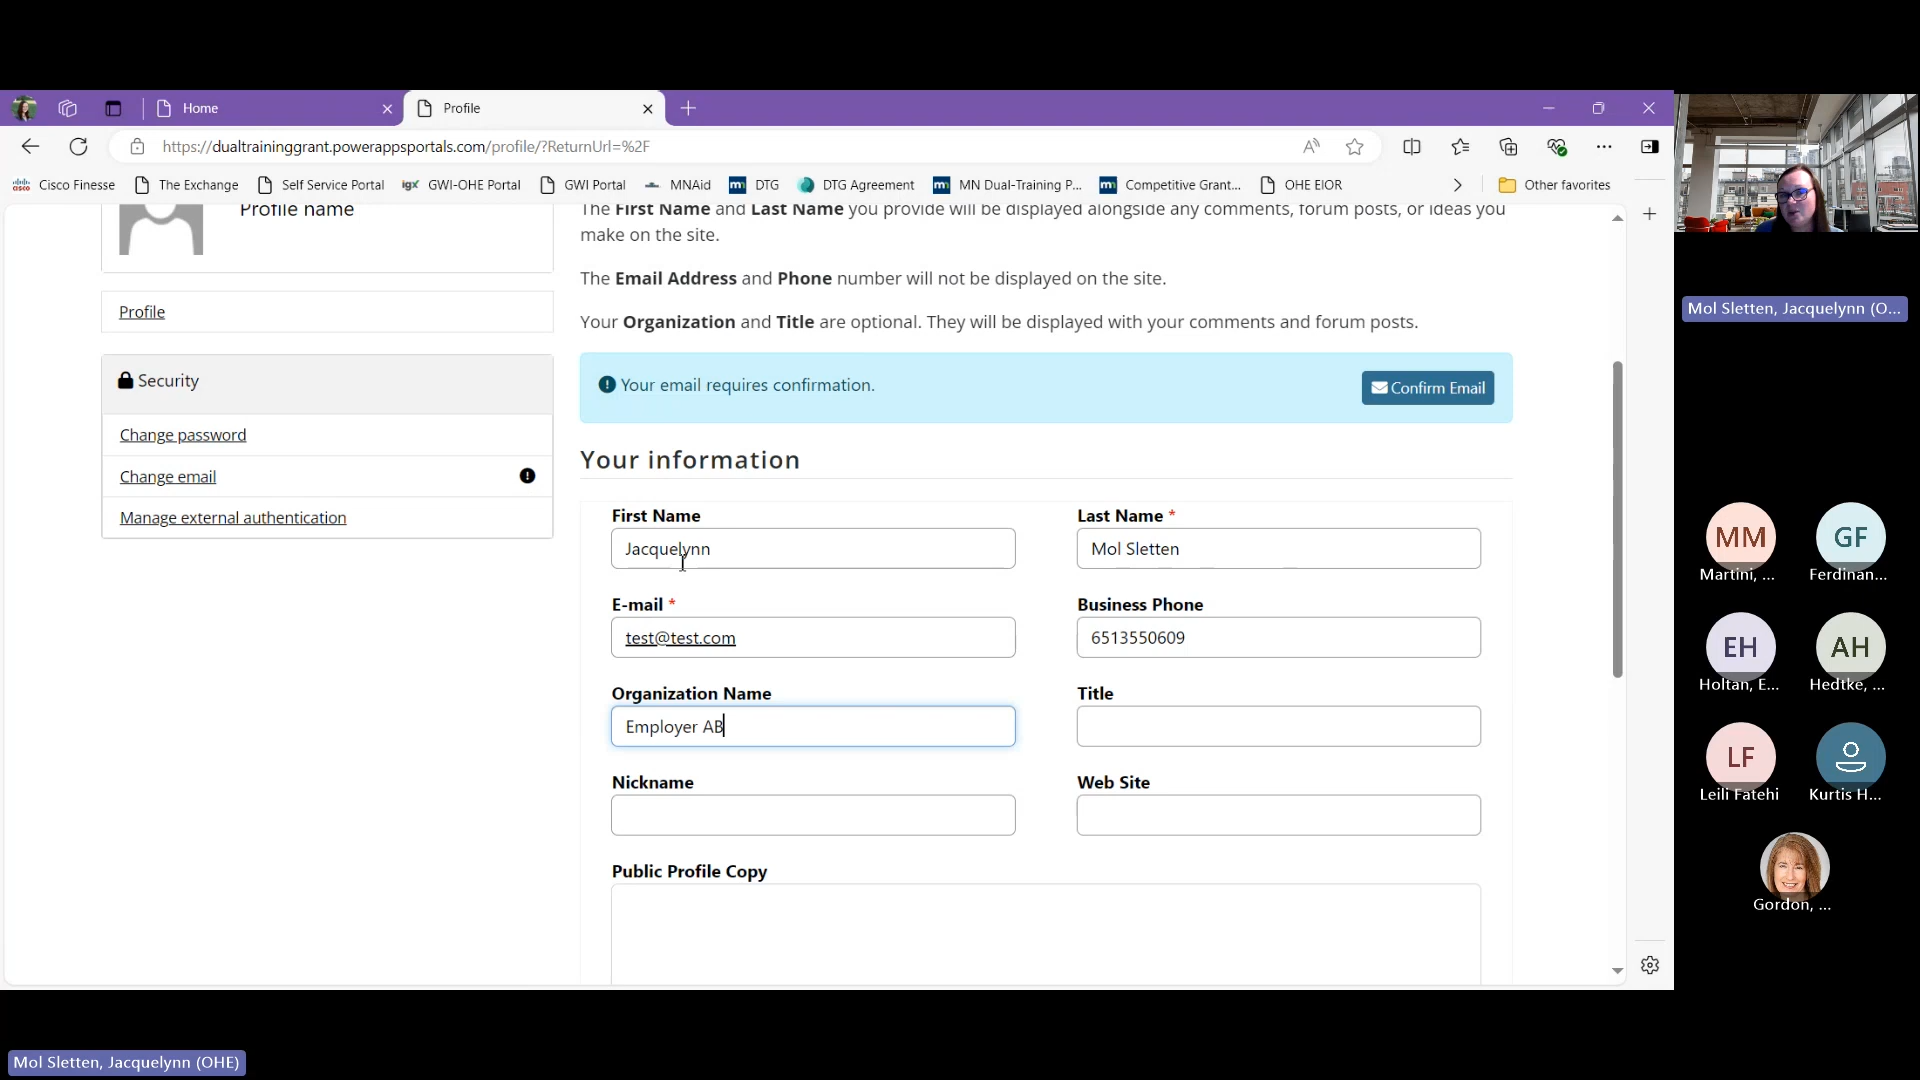 Home
Profile
https://dualtraininggrant.powerappsportals.com/profile/?ReturnUrl=%2F
Cisco Finesse
The Exchange
Self Service Portal
igx GWI-OHE Portal
GWI Portal
MNAid
DTG
DTG Agreement
MN Dual-Training P...
Competitive Grant...
OHE EIOR
Other favorites
Profile name
The First Name and Last Name you provide will be displayed alongside any comments, forum posts, or ideas you
make on the site.
The Email Address and Phone number will not be displayed on the site.
Your Organization and Title are optional. They will be displayed with your comments and forum posts.
Profile
Security
Change password
Change email
Manage external authentication
Your email requires confirmation.
Confirm Email
Your information
First Name
Last Name *
Jacquelynn
Mol Sletten
E-mail *
Business Phone
test@test.com
6513550609
Organization Name
Title
Employer AB
Nickname
Web Site
Public Profile Copy
Mol Sletten, Jacquelynn (O...
MM
GF
Martini, ...
Ferdinan...
EH
AH
Holtan, E...
Hedtke, ...
LF
Leili Fatehi
Kurtis H...
Gordon, ...
Mol Sletten, Jacquelynn (OHE)